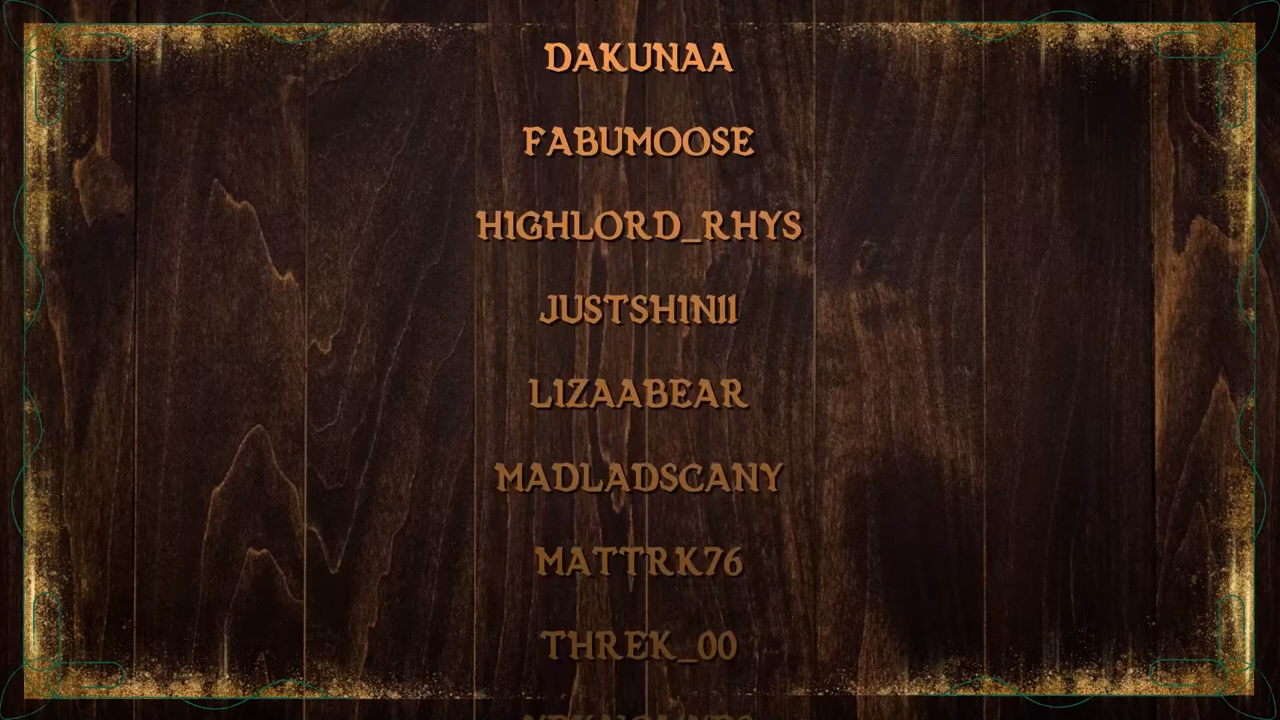 DAKUNAA
FABUMOOSE
HIGHLORD_RHYS
JUSTSHINII
LIZAABEAR
MADLADSCANY
MATTRK76
THREK_00